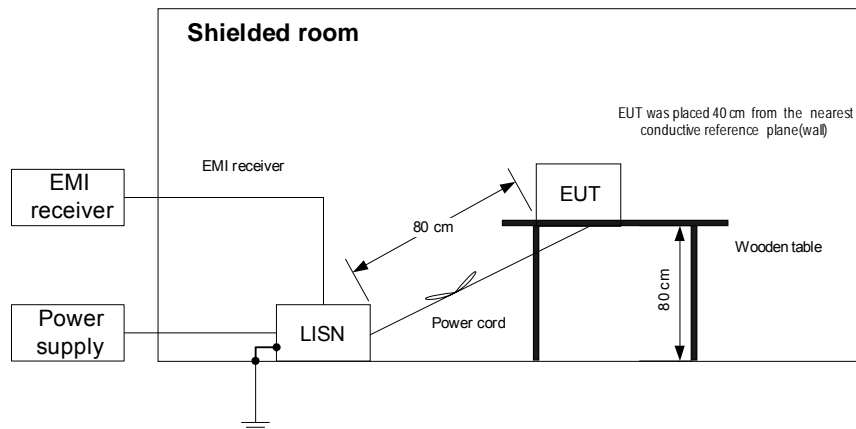 Shielded room
EUT was placed 40 cm from the nearest
conductive reference plane(wall)
EMI receiver
EMI
receiver
EUT
80 cm
Wooden table
80 cm
Power cord
LISN
Power
supply